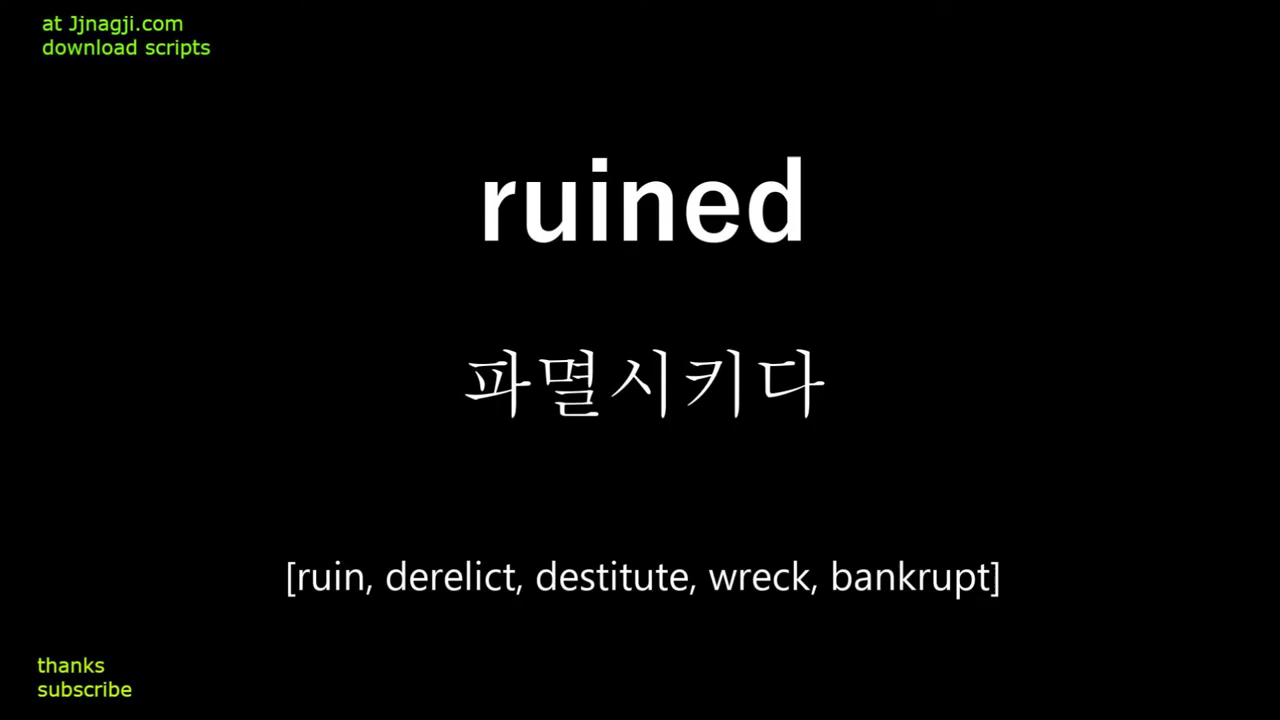 at Jjnagji.com
download scripts
ruined
파멸시키다
[ruin, derelict, destitute, wreck, bankrupt]
thanks
subscribe